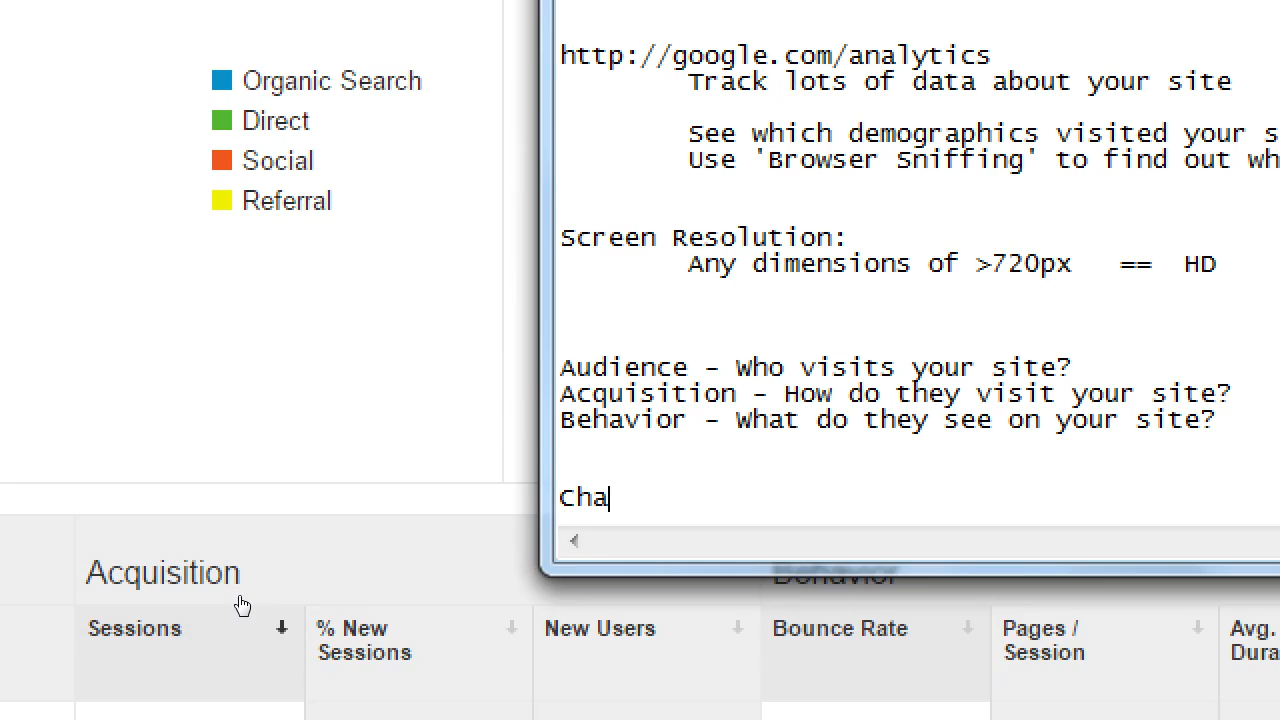 Organic Search
Direct
Social
Referral
http://google.com/analytics
Track lots of data about your site
See which demographics visited your s
Use 'Browser Sniffing' to find out wh
Screen Resolution:
Any dimensions of >720px == HD
Audience - Who visits your site?
Acquisition - How do they visit your site?
Behavior - What do they see on your site?
Cha
Acquisition
Behavior
Sessions
% New
Sessions
New Users
Bounce Rate
Pages /
Session
Avg.
Dura